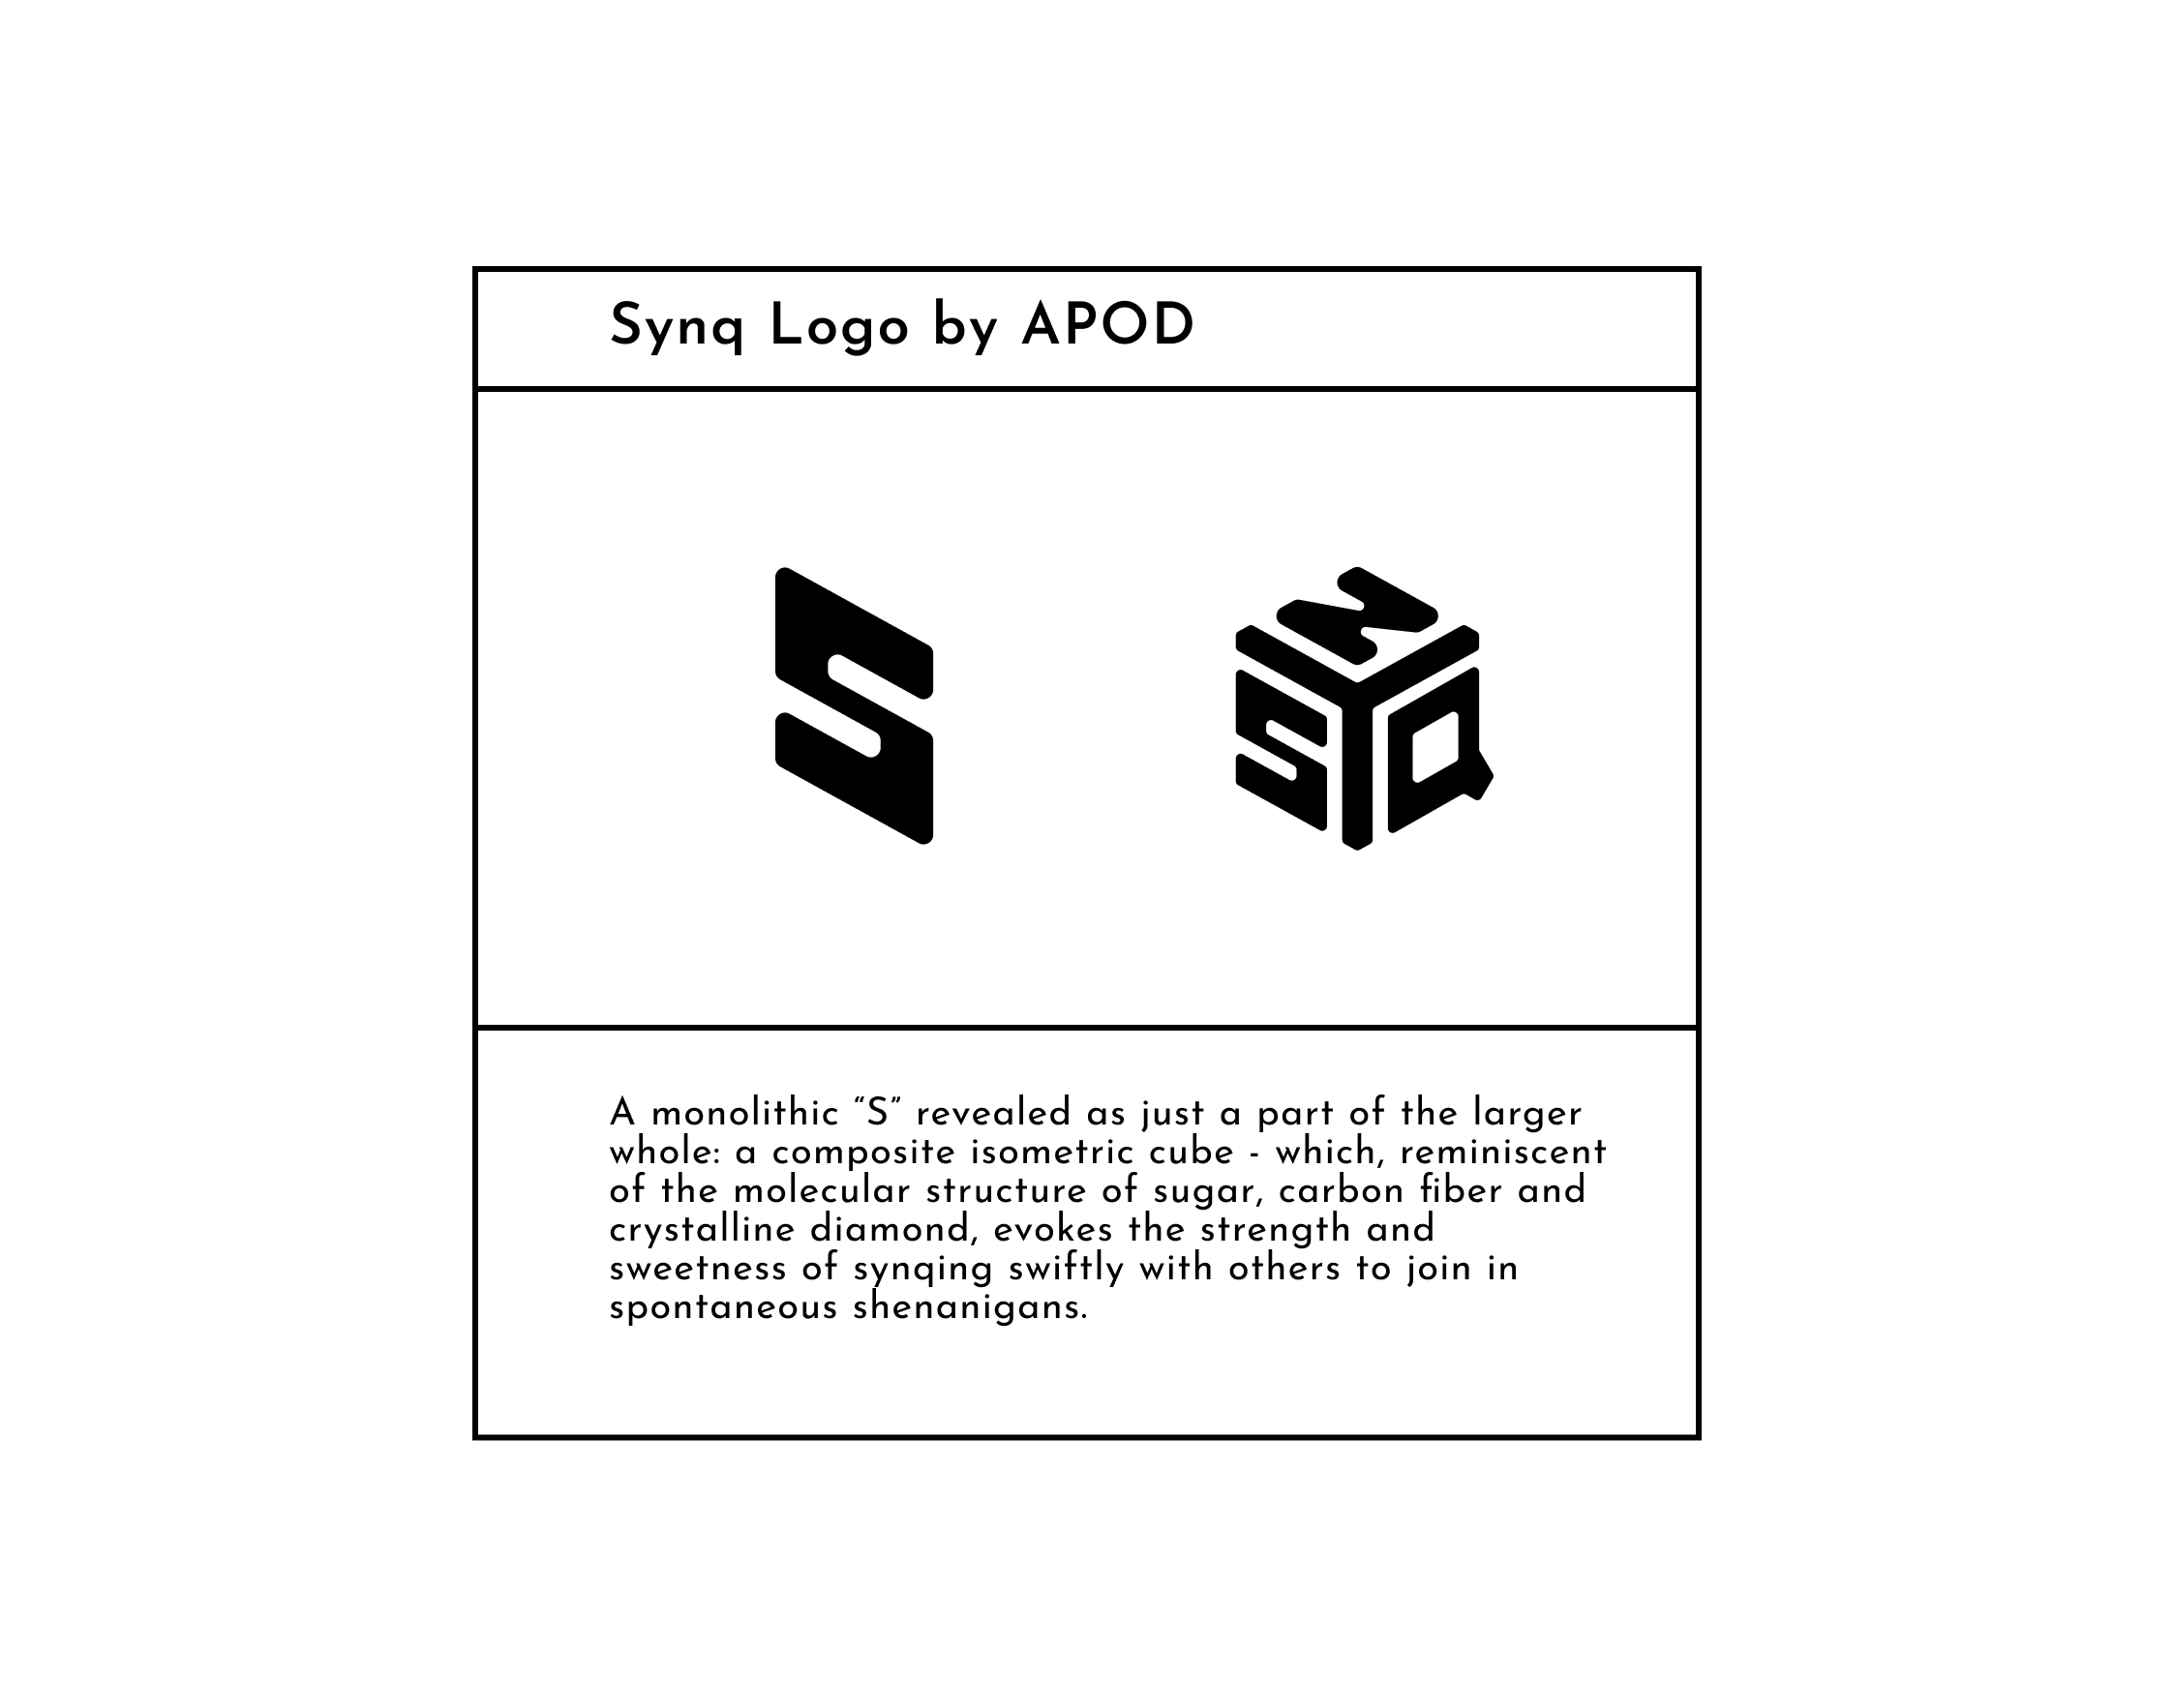 Synq Logo by APOD
S
N
SYQ
A monolithic “S” revealed as just a part of the larger
whole: a composite isometric cube - which, reminiscent
of the molecular structure of sugar, carbon fiber and
crystalline diamond, evokes the strength and
sweetness of synqing swiftly with others to join in
spontaneous shenanigans.